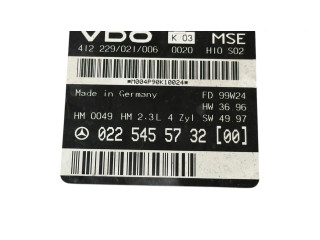 VDO K 03 MSE
412 229/021/006 0020 H10 S02
*M004P90K10024*
Made in Germany FD 99W24
HW 36 96
HM 0049 HM 2.3L 4 Zyl SW 49 97
022 545 57 32 [00]